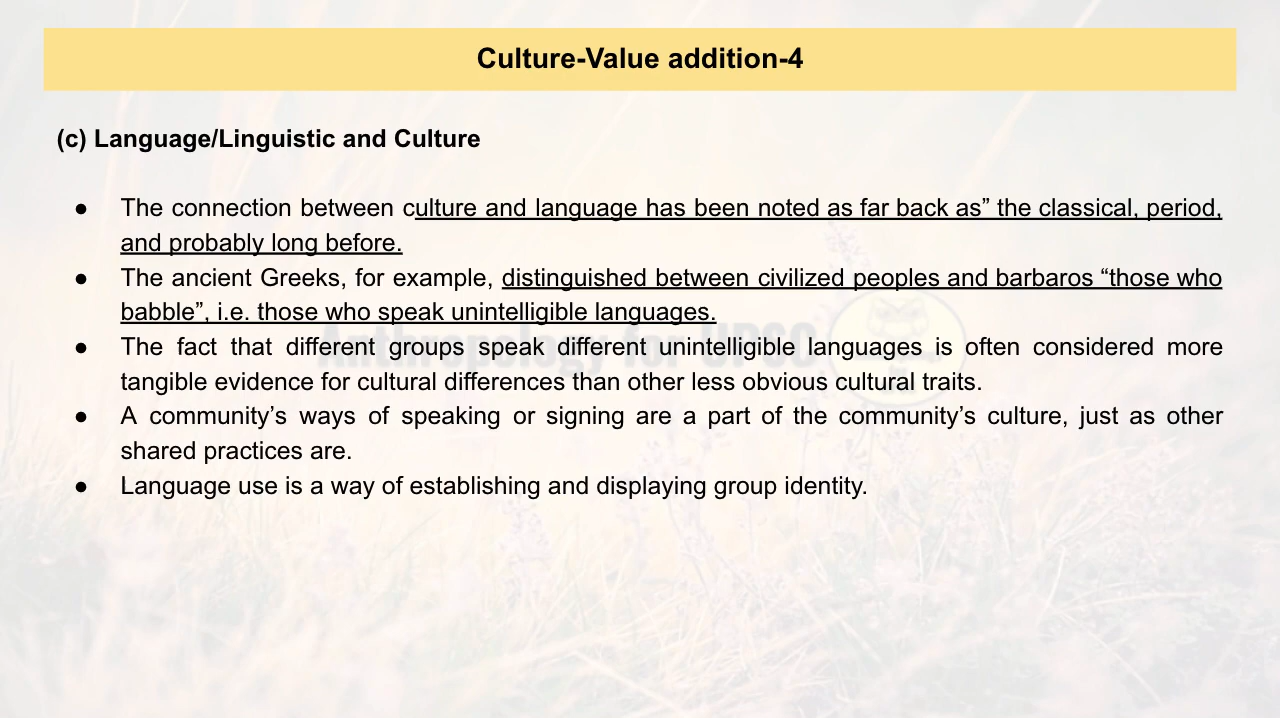 Culture-Value addition-4
(c) Language/Linguistic and Culture
● The connection between culture and language has been noted as far back as” the classical, period,
and probably long before.
● The ancient Greeks, for example, distinguished between civilized peoples and barbaros “those who
babble”, i.e. those who speak unintelligible languages.
Anthropology for UPSC
● The fact that different groups speak different unintelligible languages is often considered more
tangible evidence for cultural differences than other less obvious cultural traits.
● A community’s ways of speaking or signing are a part of the community’s culture, just as other
shared practices are.
● Language use is a way of establishing and displaying group identity.